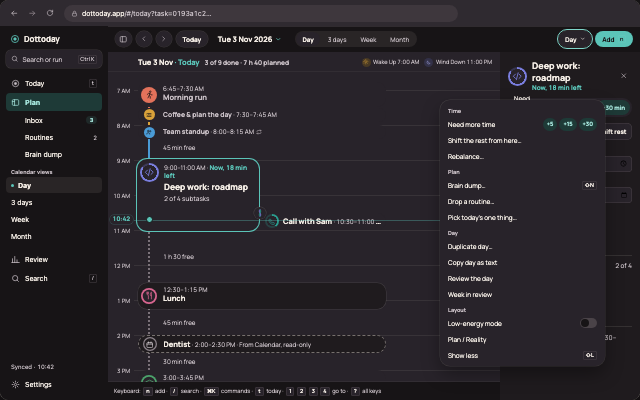 dottoday.app/#/today?task=0193a1c2...
Dottoday
Search or run
Ctrl K
Today
t
Plan
Inbox
3
Routines
2
Brain dump
Calendar views
Day
3 days
Week
Month
Review
Search
/
Synced · 10:42
Settings
Today
Tue 3 Nov 2026
Day
3 days
Week
Month
Day
Add
n
Tue 3 Nov · Today
3 of 9 done · 7 h 40 planned
Wake Up 7:00 AM
Wind Down 11:00 PM
7 AM
8 AM
9 AM
10 AM
10:42
11 AM
12 PM
1 PM
2 PM
3 PM
6:45–7:30 AM
Morning run
Coffee & plan the day · 7:30–7:45 AM
Team standup · 8:00–8:15 AM
45 min free
9:00–11:00 AM · Now, 18 min left
Deep work: roadmap
2 of 4 subtasks
Call with Sam · 10:30–11:00 ...
1 h 30 free
12:30–1:15 PM
Lunch
45 min free
Dentist 2:00–2:30 PM · From Calendar, read-only
30 min free
3:00–3:45 PM
Keyboard: n add · / search · ⌘K commands · t today · 1 2 3 4 go to · ? all keys
Deep work:
roadmap
Now, 18 min left
Need
30 min
shift rest
2 of 4
Time
Need more time
+5
+15
+30
Shift the rest from here...
Rebalance...
Plan
Brain dump...
⇧N
Drop a routine...
Pick today's one thing...
Day
Duplicate day...
Copy day as text
Review the day
Week in review
Layout
Low-energy mode
Plan / Reality
Show less
⇧L